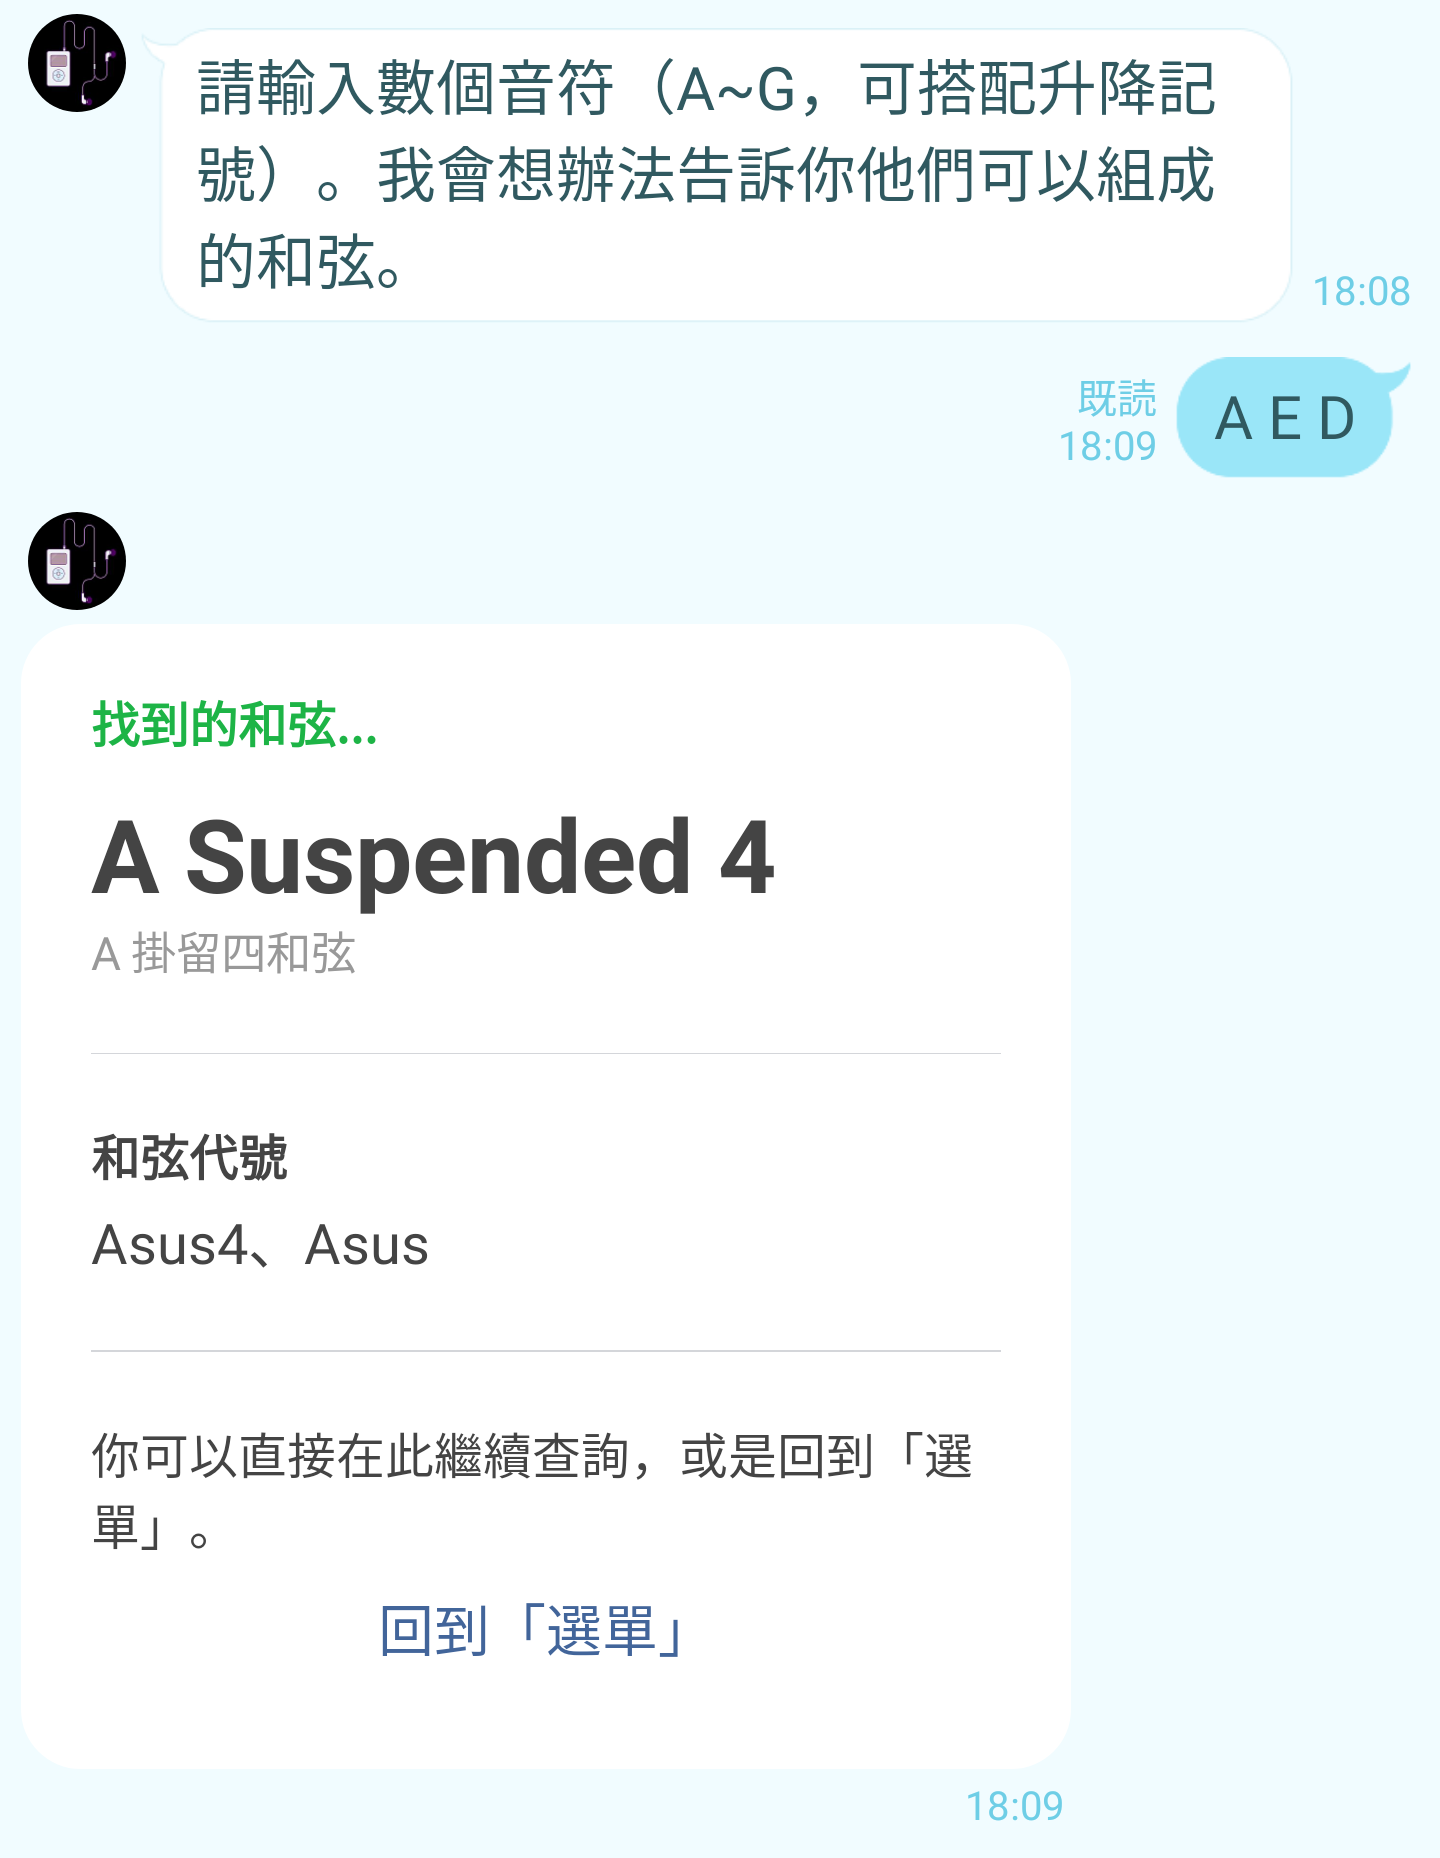 請輸入數個音符（A~G，可搭配升降記
號）。我會想辦法告訴你他們可以組成
的和弦。
18:08
既読
18:09
A E D
找到的和弦...
A Suspended 4
A 掛留四和弦
和弦代號
Asus4、Asus
你可以直接在此繼續查詢，或是回到「選
單」。
回到「選單」
18:09